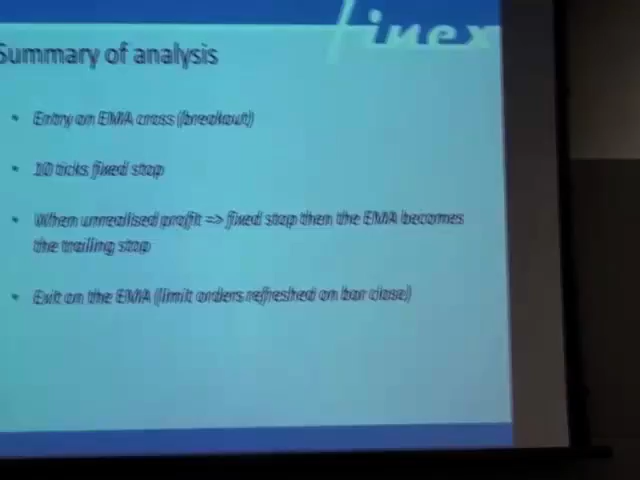 finex
Summary of analysis
• Entry on EMA cross (breakout)
• 10 ticks fixed stop
• When unrealised profit => fixed stop then the EMA becomes
the trailing stop
• Exit on the EMA (limit orders refreshed on bar close)